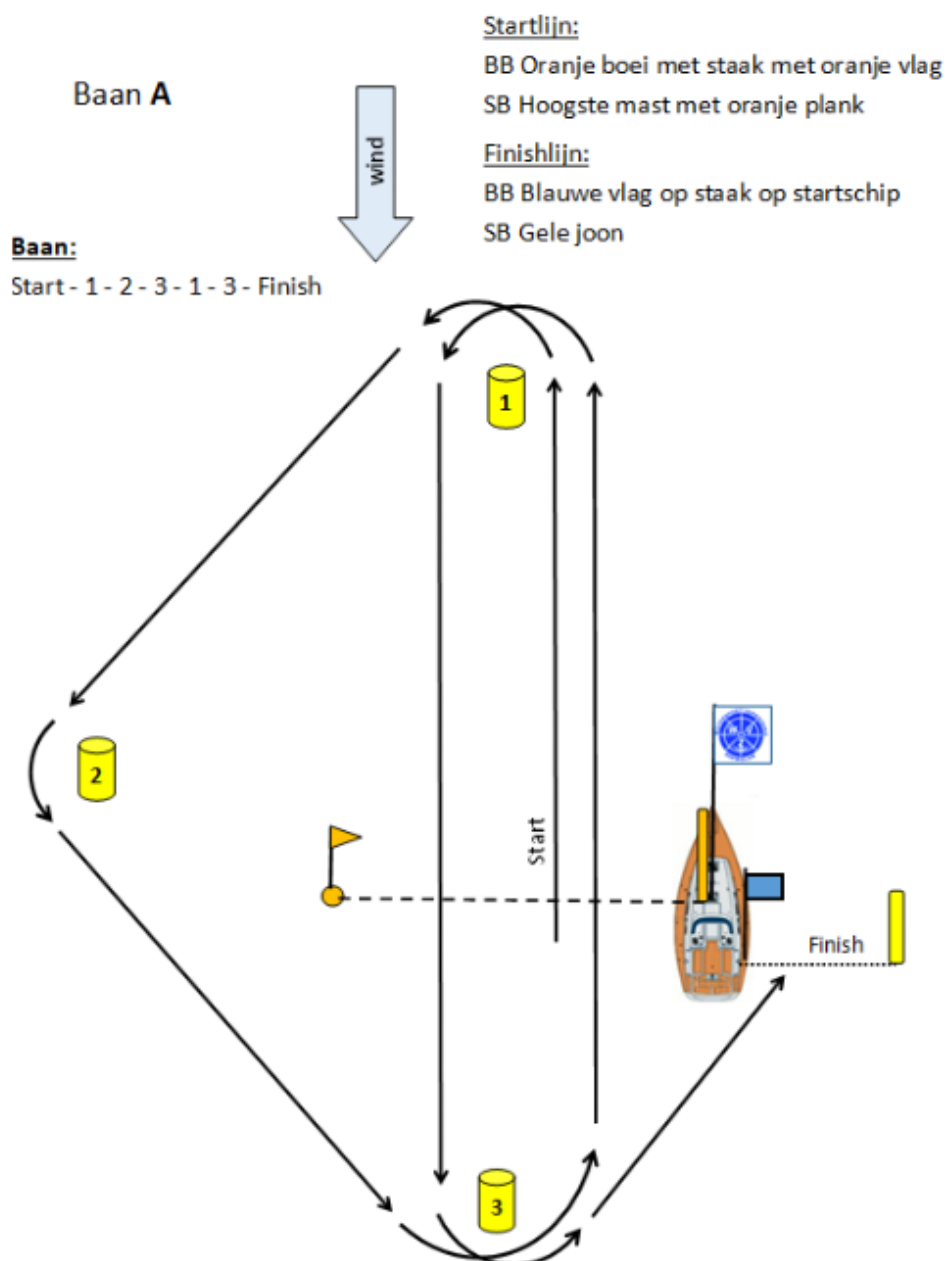 Startlijn:
BB Oranje boei met staak met oranje vlag
SB Hoogste mast met oranje plank
Baan A
wind
Finishlijn:
BB Blauwe vlag op staak op startschip
SB Gele joon
Baan:
Start - 1 - 2 - 3 - 1 - 3 - Finish
1
2
Start
Finish
3